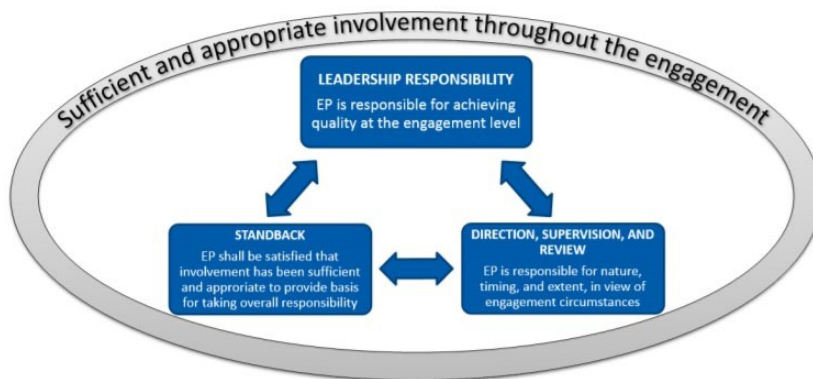 Sufficient and appropriate involvement throughout the engagement
LEADERSHIP RESPONSIBILITY
EP is responsible for achieving
quality at the engagement level
STANDBACK
EP shall be satisfied that
involvement has been sufficient
and approriate to provide basis
for taking overall responsibility
DIRECTION, SUPERVISION, AND
REVIEW
EP is responsible for nature,
timing, and extent, in view of
engagement circumstances